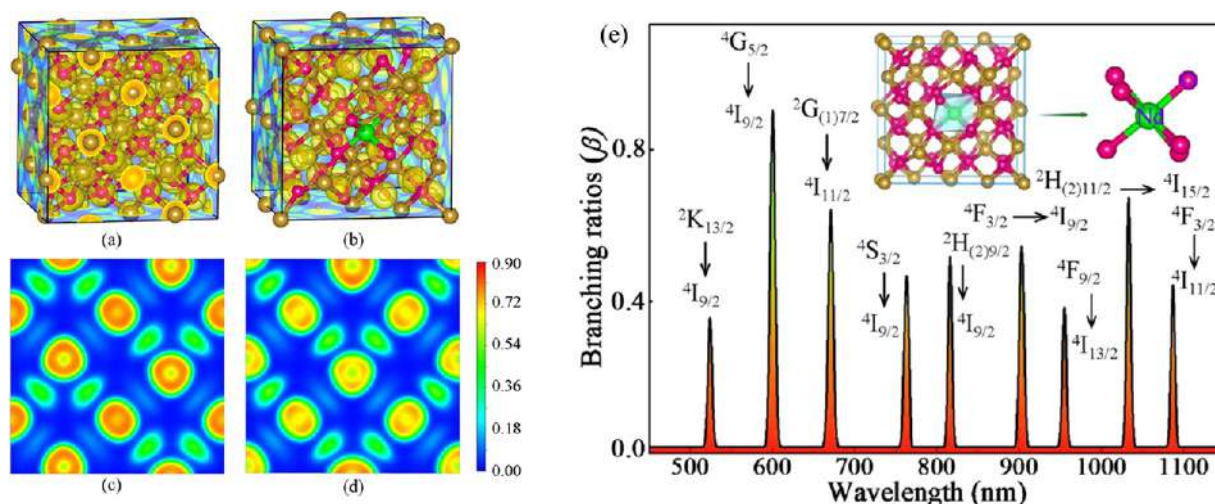 (a)
(b)
0.90
0.72
0.54
0.36
0.18
0.00
(c)
(d)
(e)
Branching ratios (β)
0.8
0.4
0.0
⁴G₅/₂
⁴I₉/₂
²G₍₁₎₇/₂
⁴I₁₁/₂
Nd
²K₁₃/₂
⁴I₉/₂
⁴S₃/₂
⁴I₉/₂
²H₍₂₎₉/₂
⁴I₉/₂
⁴F₃/₂ → ⁴I₉/₂
²H₍₂₎₁₁/₂ → ⁴I₁₅/₂
⁴F₉/₂
⁴I₁₃/₂
⁴F₃/₂
⁴I₁₁/₂
500 600 700 800 900 1000 1100
Wavelength (nm)